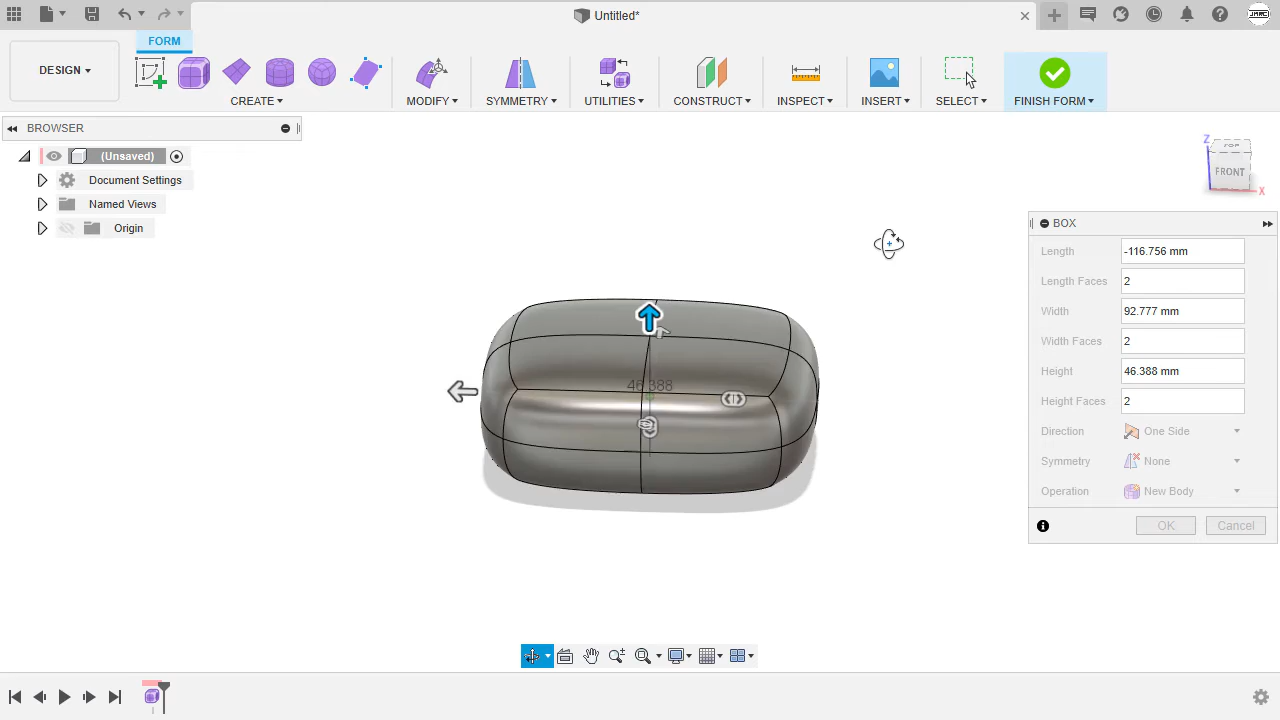 Untitled*
JMRC
FORM
DESIGN
CREATE
MODIFY
SYMMETRY
UTILITIES
CONSTRUCT
INSPECT
INSERT
SELECT
FINISH FORM
BROWSER
(Unsaved)
Document Settings
Named Views
Origin
TOP
Z
FRONT
X
BOX
Length
-116.756 mm
Length Faces
2
Width
92.777 mm
Width Faces
2
Height
46.388 mm
Height Faces
2
Direction
One Side
Symmetry
None
Operation
New Body
OK
Cancel
46.388